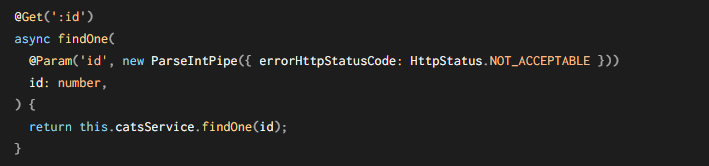 @Get(':id')
async findOne(
  @Param('id', new ParseIntPipe({ errorHttpStatusCode: HttpStatus.NOT_ACCEPTABLE }))
  id: number,
) {
  return this.catsService.findOne(id);
}